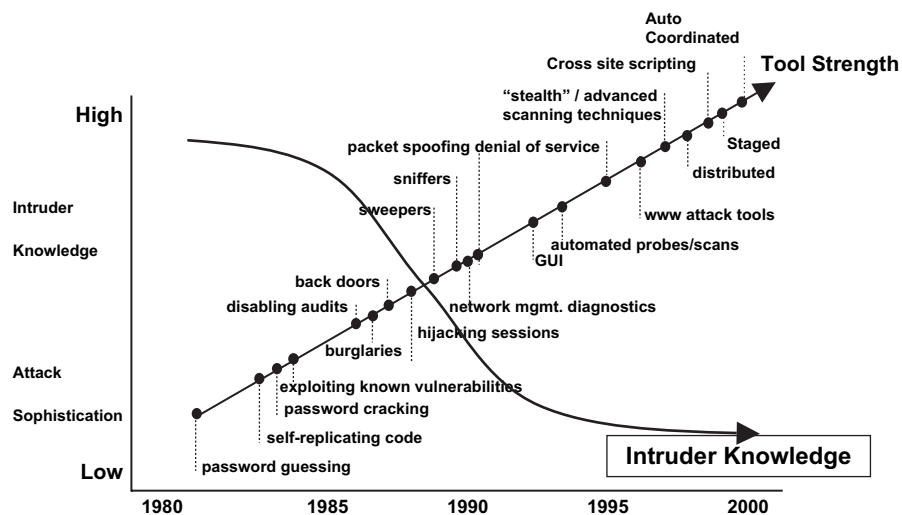 Auto
Coordinated
Tool Strength
Cross site scripting
High
“stealth” / advanced
scanning techniques
packet spoofing denial of service
Staged
sniffers
distributed
Intruder
sweepers
www attack tools
Knowledge
automated probes/scans
GUI
back doors
disabling audits
network mgmt. diagnostics
hijacking sessions
burglaries
Attack
exploiting known vulnerabilities
password cracking
Sophistication
self-replicating code
Intruder Knowledge
password guessing
Low
1980 1985 1990 1995 2000